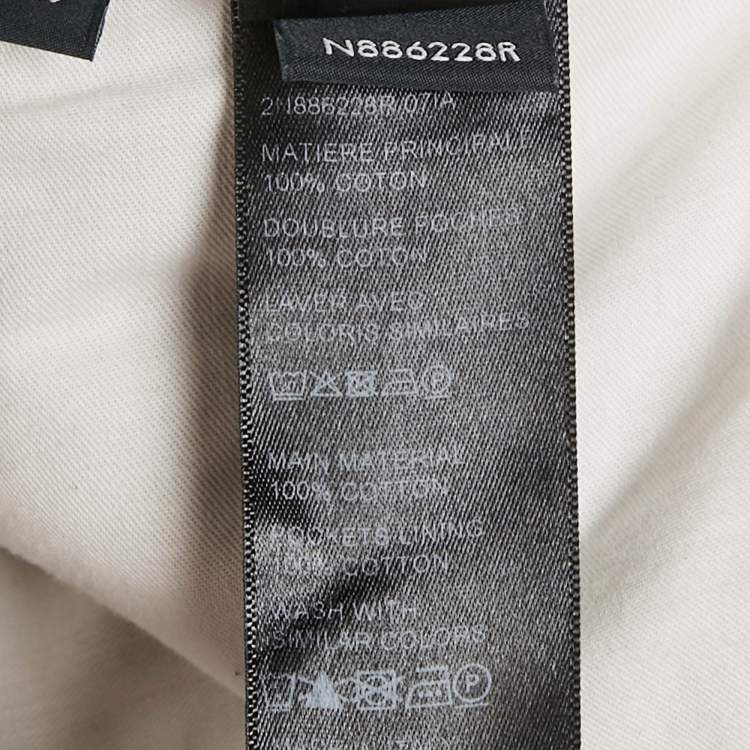 N886228R
2N886228R/07IA
MATIERE PRINCIPALE
100% COTON
DOUBLURE POCHES
100% COTON
LAVER AVEC
COLORIS SIMILAIRES
MAIN MATERIAL
100% COTTON
POCKETS LINING
100% COTTON
WASH WITH
SIMILAR COLORS